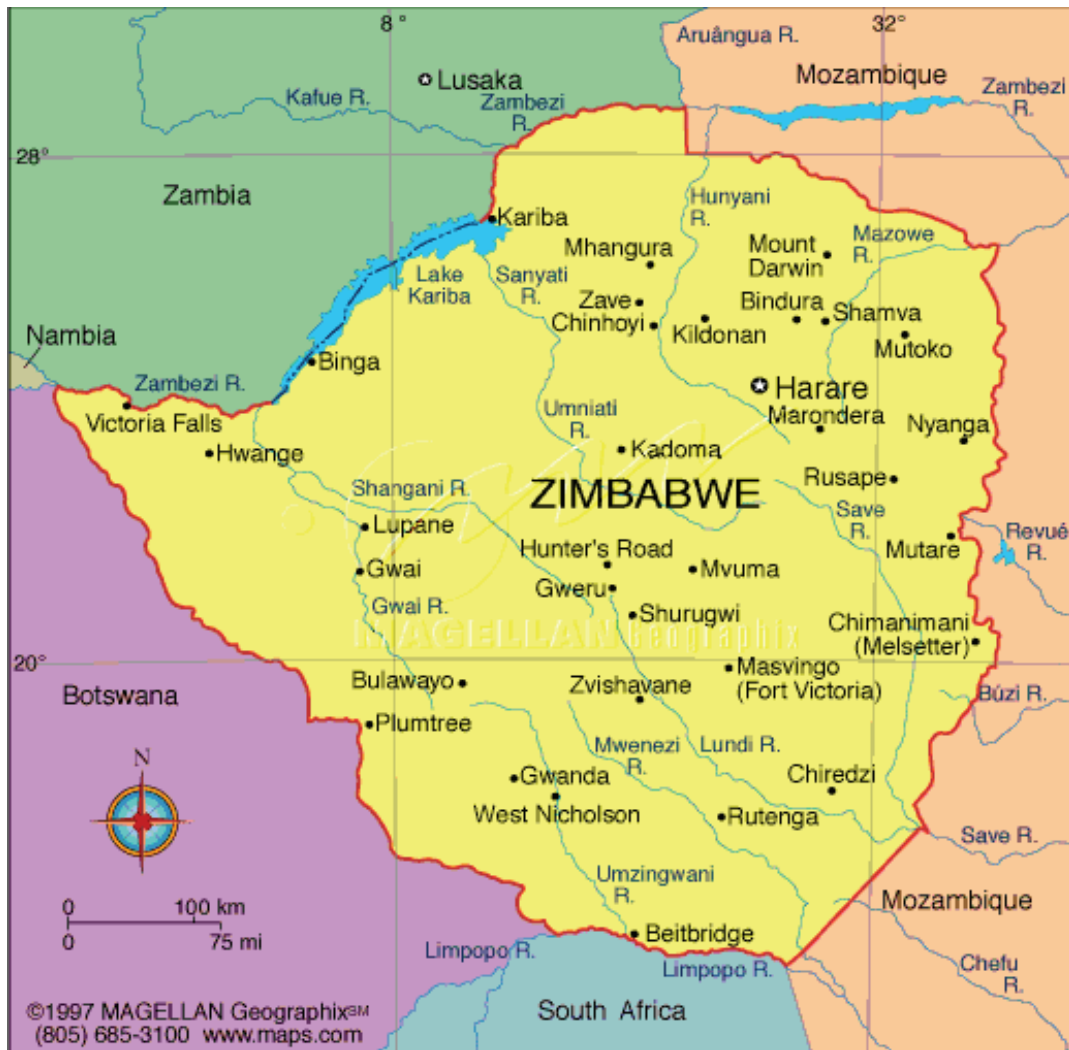 8°
32°
Aruângua R.
Mozambique
Lusaka
Kafue R.
Zambezi
R.
Zambezi
R.
28°
Zambia
Hunyani
R.
Kariba
Mhangura
Mount
Darwin
Mazowe
R.
Lake
Kariba
Sanyati
R.
Zave
Chinhoyi
Bindura
Shamva
Kildonan
Mutoko
Nambia
Binga
Zambezi R.
Harare
Victoria Falls
Umniati
R.
Marondera
Nyanga
Hwange
Kadoma
Rusape
Shangani R.
ZIMBABWE
Save
R.
Lupane
Revué
R.
Mutare
Hunter's Road
Gwai
Gweru
Mvuma
Gwai R.
Shurugwi
MAGELLAN Geographix
Chimanimani
(Melsetter)
20°
Masvingo
(Fort Victoria)
Botswana
Bulawayo
Zvishavane
Búzi R.
Plumtree
Mwenezi
R.
Lundi R.
N
Gwanda
Chiredzi
West Nicholson
Rutenga
Save R.
Umzingwani
R.
0 100 km
0 75 mi
Mozambique
Beitbridge
Limpopo R.
Limpopo R.
Chefu
R.
South Africa
©1997 MAGELLAN Geographix℠
(805) 685-3100 www.maps.com